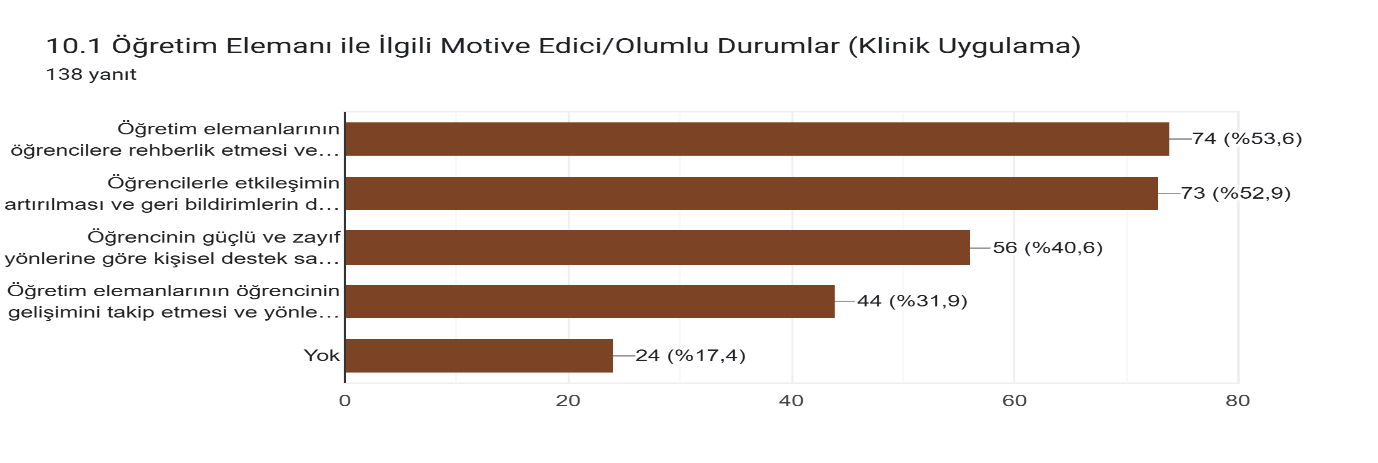 10.1 Öğretim Elemanı ile İlgili Motive Edici/Olumlu Durumlar (Klinik Uygulama)
138 yanıt
Öğretim elemanlarının
öğrencilere rehberlik etmesi ve…
74 (%53,6)
Öğrencilerle etkileşimin
artırılması ve geri bildirimlerin d…
73 (%52,9)
Öğrencinin güçlü ve zayıf
yönlerine göre kişisel destek sa…
56 (%40,6)
Öğretim elemanlarının öğrencinin
gelişimini takip etmesi ve yönle…
44 (%31,9)
Yok
24 (%17,4)
0 20 40 60 80